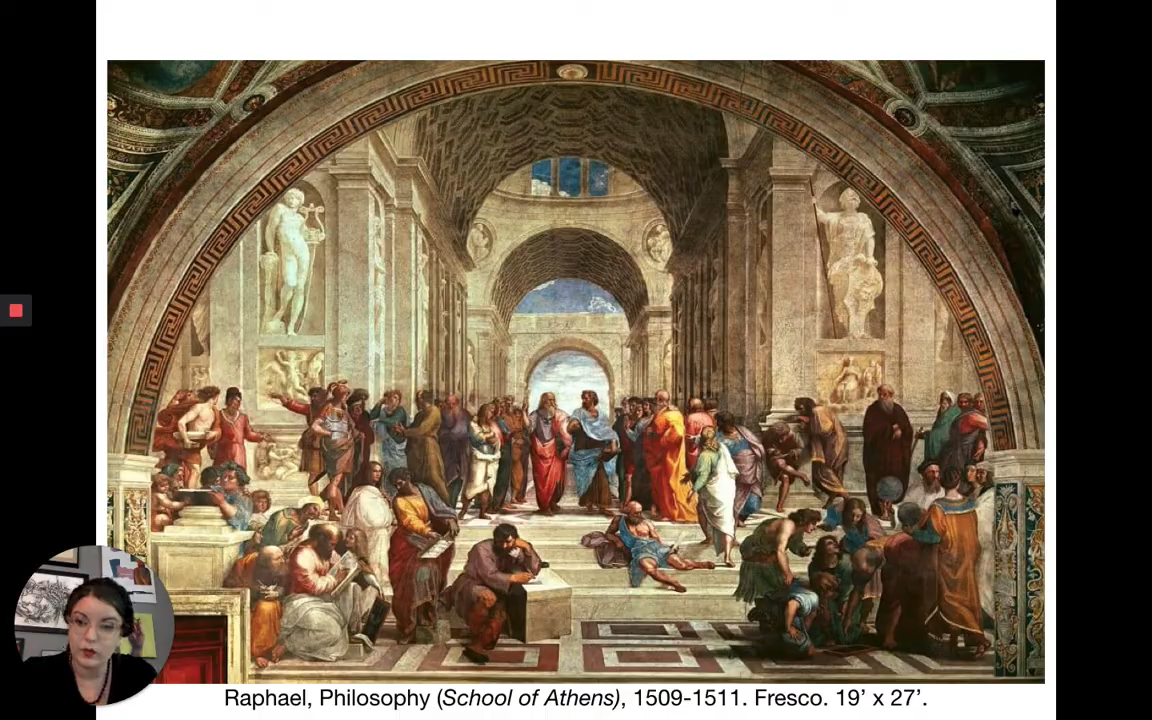 Raphael, Philosophy (School of Athens), 1509-1511. Fresco. 19’ x 27’.